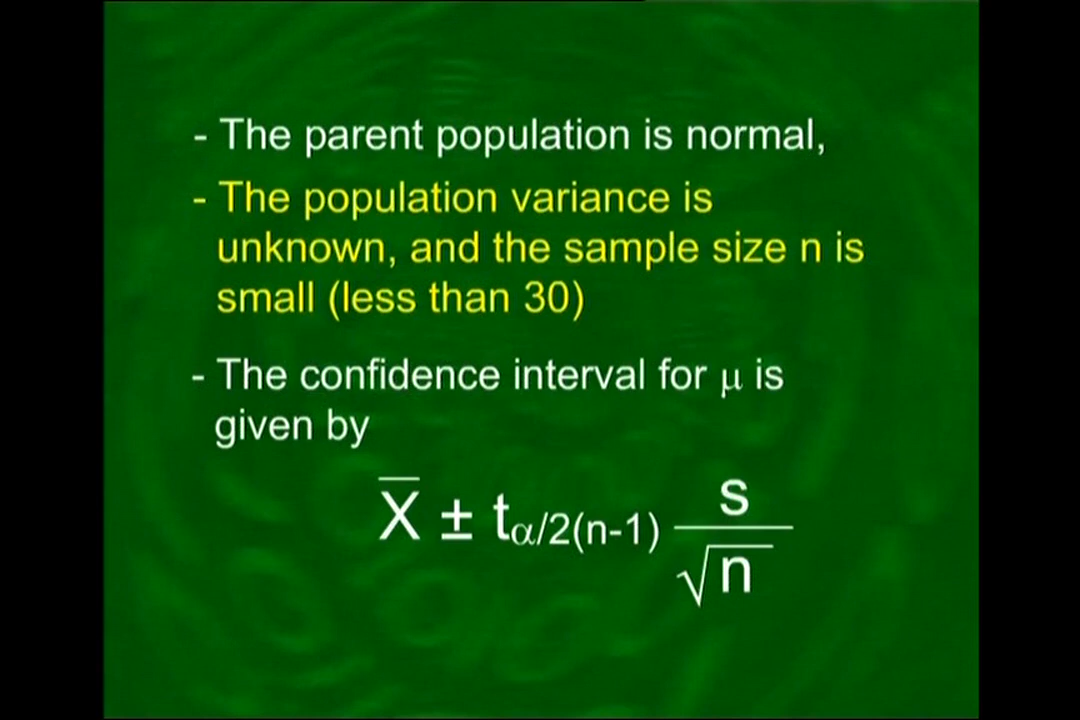 - The parent population is normal,
- The population variance is
unknown, and the sample size n is
small (less than 30)
- The confidence interval for μ is
given by
X̅ ± tα/2(n-1) s/√n